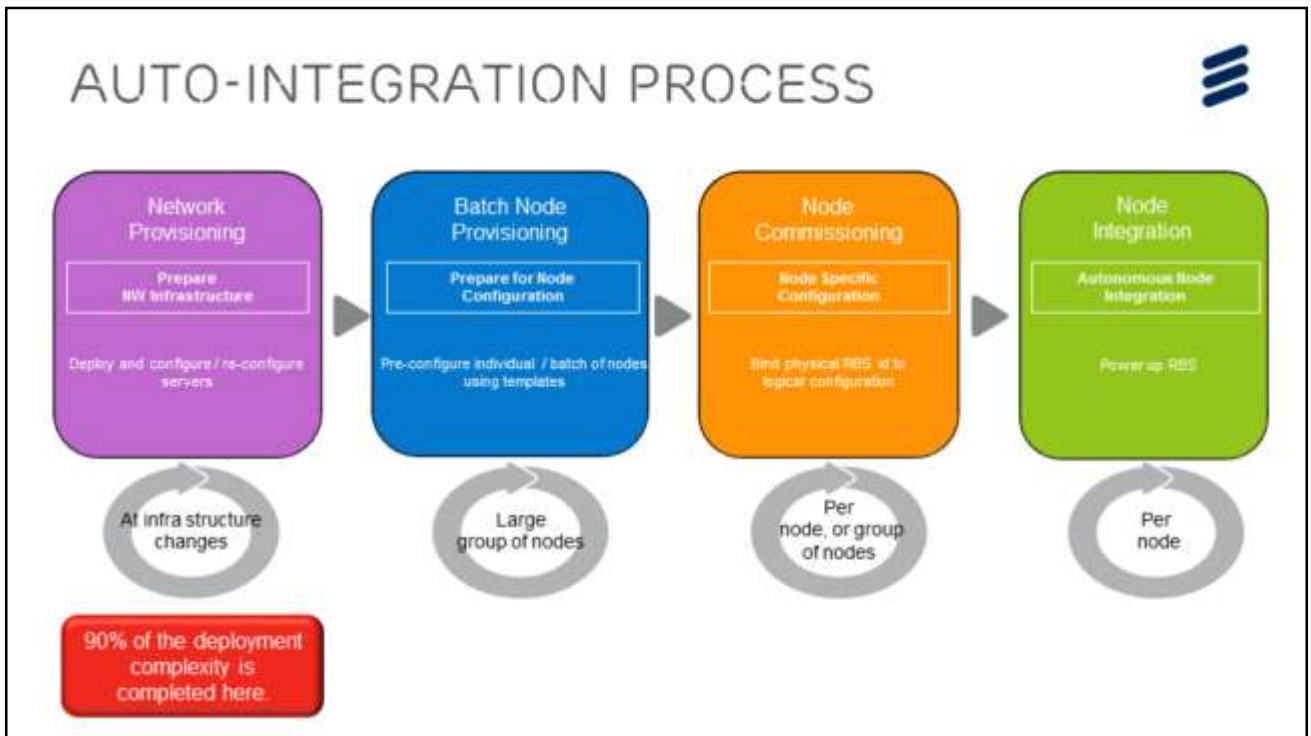 AUTO-INTEGRATION PROCESS
Network
Provisioning
Prepare
NW Infrastructure
Deploy and configure / re-configure
servers
At infra structure
changes
90% of the deployment
complexity is
completed here.
Batch Node
Provisioning
Prepare for Node
Configuration
Pre-configure individual / batch of nodes
using templates
Large
group of nodes
Node
Commissioning
Node Specific
Configuration
Bind physical RBS id to
logical configuration
Per
node, or group
of nodes
Node
Integration
Autonomous Node
Integration
Power up RBS
Per
node